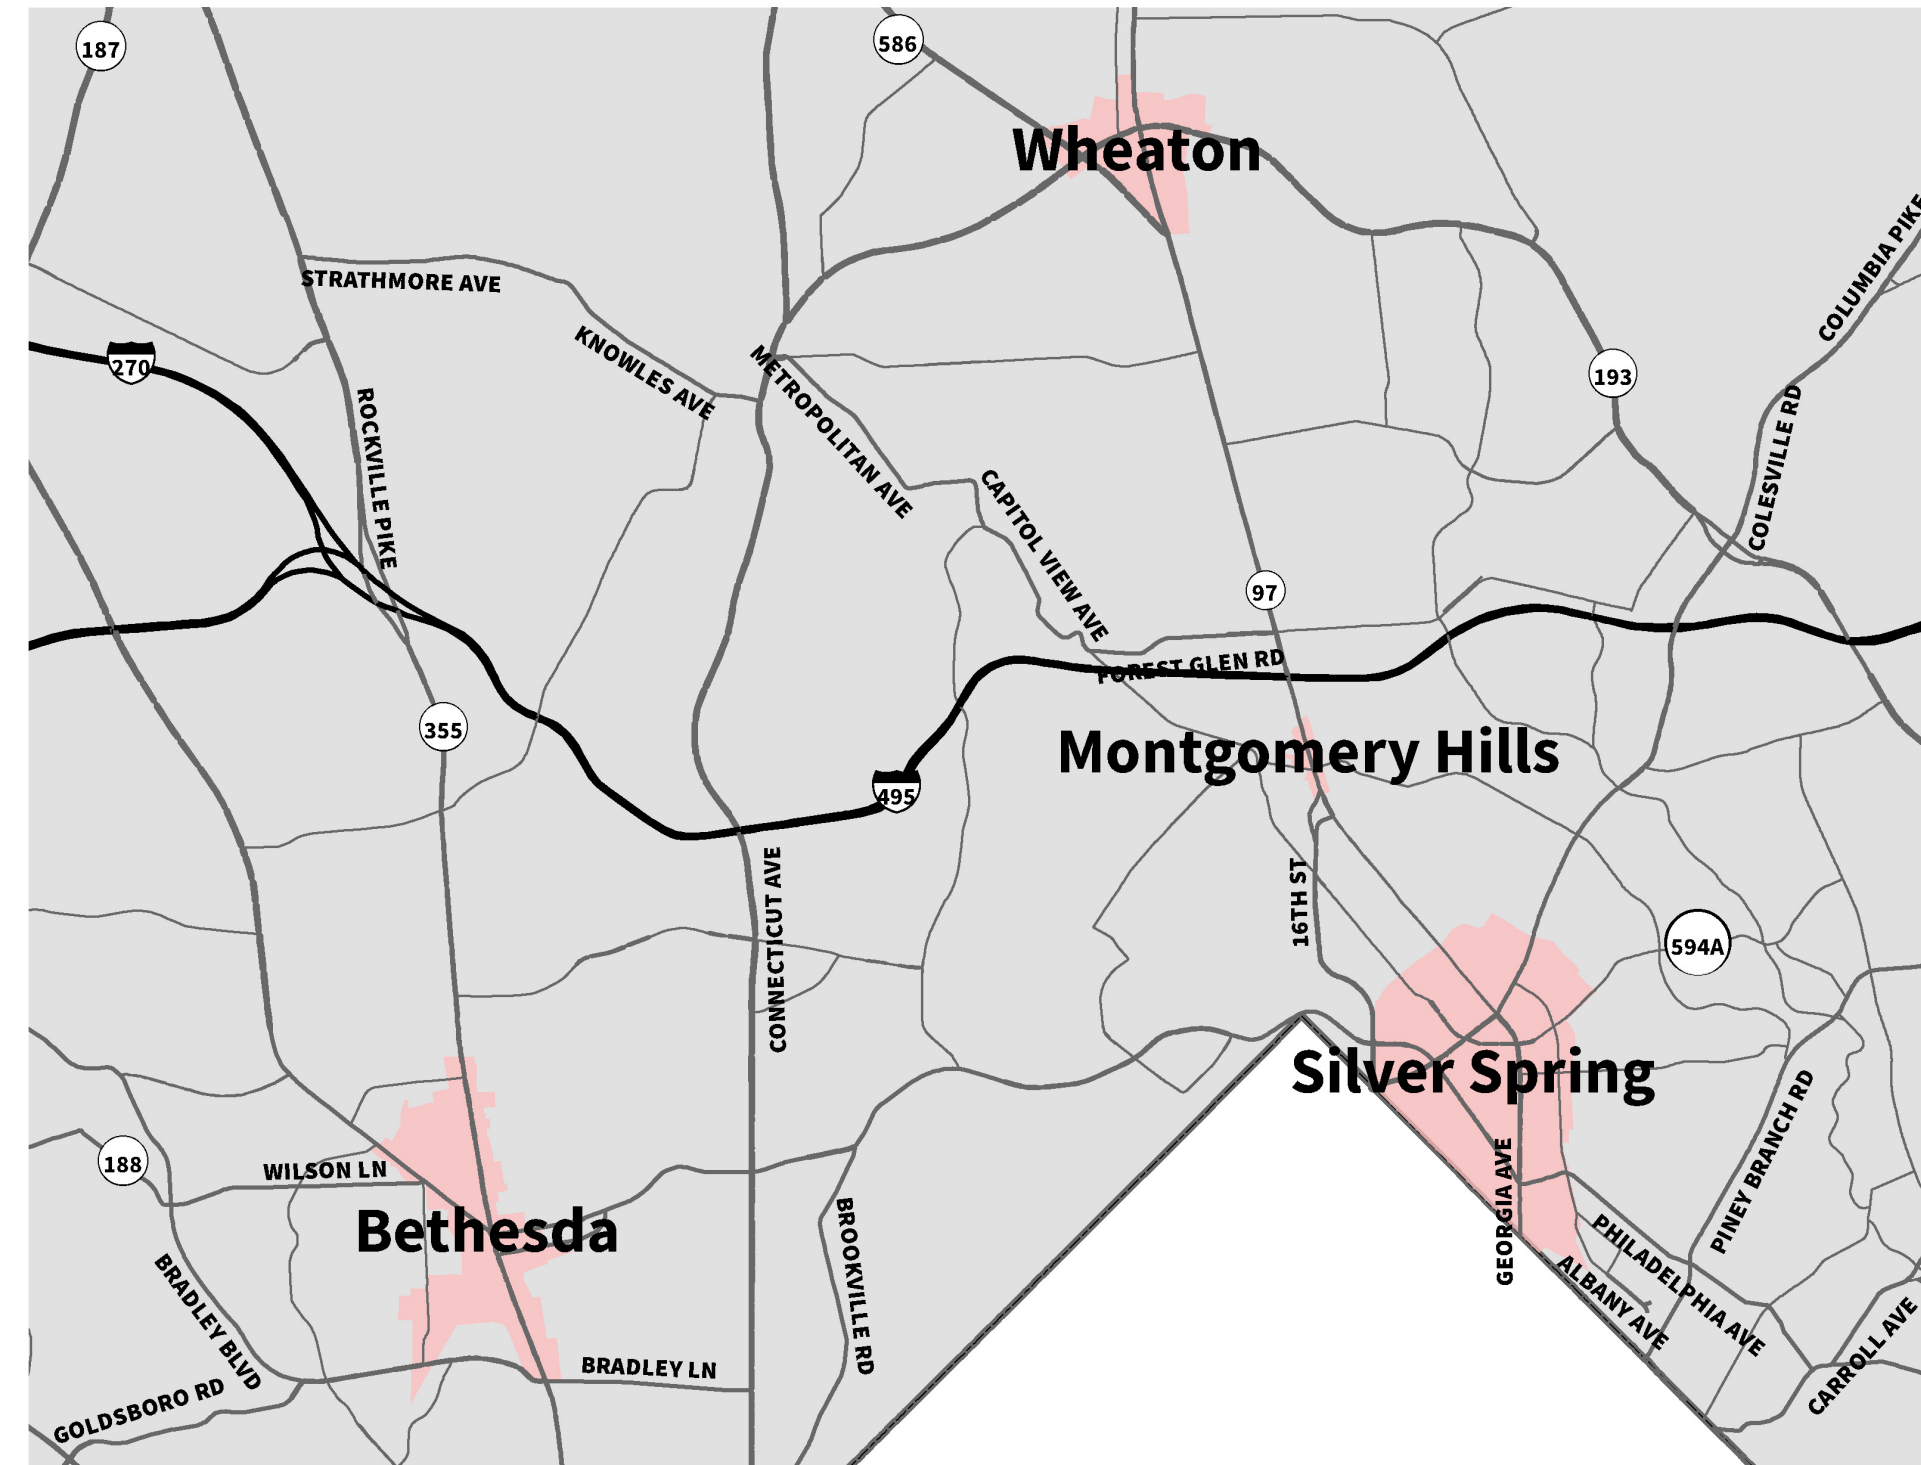 187
586
Wheaton
COLUMBIA PIKE
STRATHMORE AVE
270
KNOWLES AVE
METROPOLITAN AVE
193
ROCKVILLE PIKE
COLESVILLE RD
CAPITOL VIEW AVE
97
FOREST GLEN RD
355
Montgomery Hills
495
CONNECTICUT AVE
16TH ST
594A
Silver Spring
188
WILSON LN
PINEY BRANCH RD
GEORGIA AVE
Bethesda
BROOKVILLE RD
PHILADELPHIA AVE
ALBANY AVE
BRADLEY BLVD
BRADLEY LN
CARROLL AVE
GOLDSBORO RD